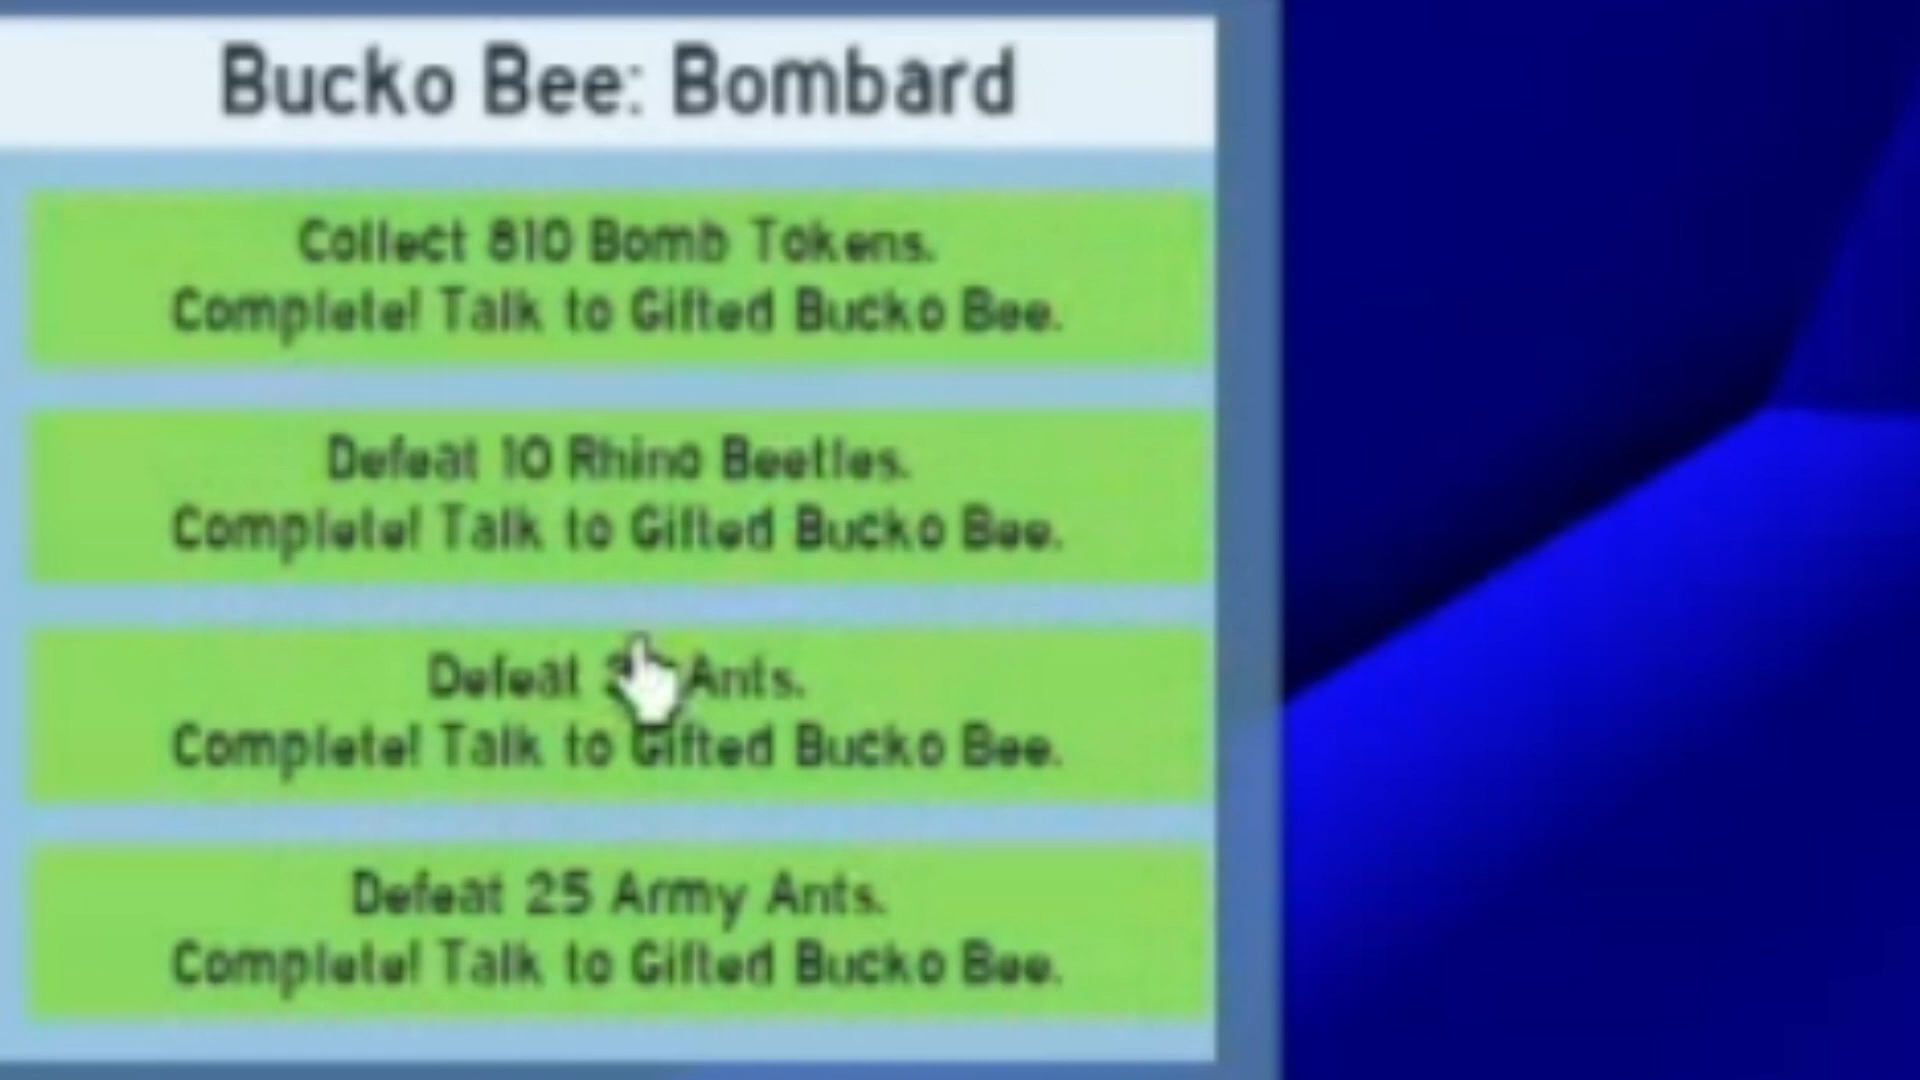 Bucko Bee: Bombard
Collect 810 Bomb Tokens.
Complete! Talk to Gifted Bucko Bee.
Defeat 10 Rhino Beetles.
Complete! Talk to Gifted Bucko Bee.
Defeat Ants.
Complete! Talk to Gifted Bucko Bee.
Defeat 25 Army Ants.
Complete! Talk to Gifted Bucko Bee.